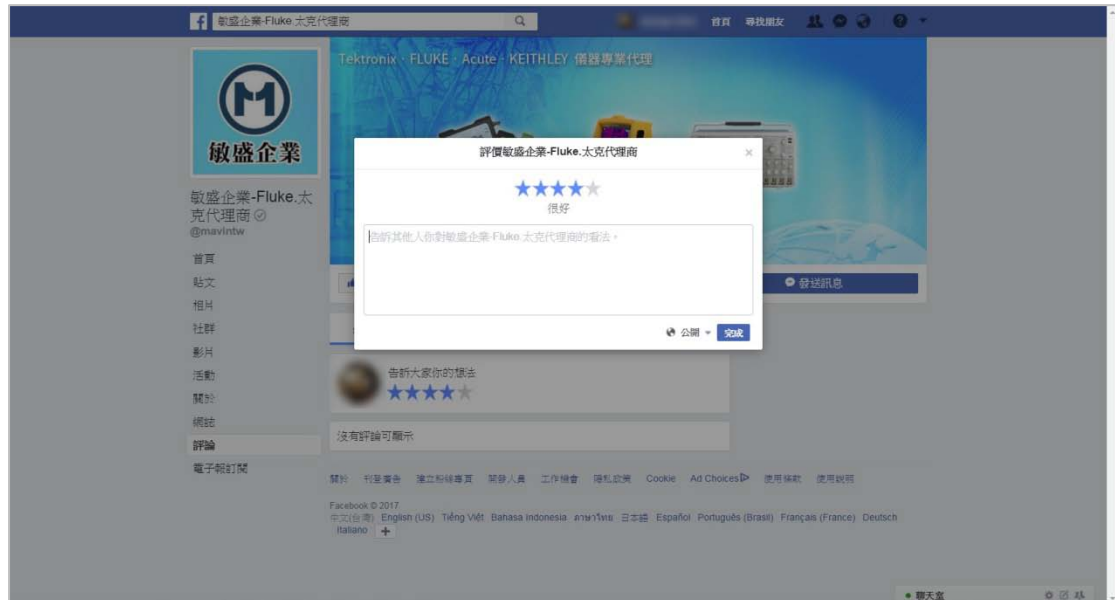 敏盛企業-Fluke.太克代理商
首頁 尋找朋友
Tektronix · FLUKE · Acute · KEITHLEY 儀器專業代理
敏盛企業
敏盛企業-Fluke.太
克代理商
@mavintw
首頁
貼文
相片
社群
影片
活動
關於
網誌
評論
電子報訂閱
評價敏盛企業-Fluke.太克代理商
很好
告訴其他人你對敏盛企業-Fluke.太克代理商的看法。
公開 完成
發送訊息
告訴大家你的想法
沒有評論可顯示
關於 刊登廣告 建立粉絲專頁 開發人員 工作機會 隱私政策 Cookie Ad Choices 使用條款 使用說明
Facebook © 2017
中文(台灣) English (US) Tiếng Việt Bahasa Indonesia ภาษาไทย 日本語 Español Português (Brasil) Français (France) Deutsch
Italiano
聊天室